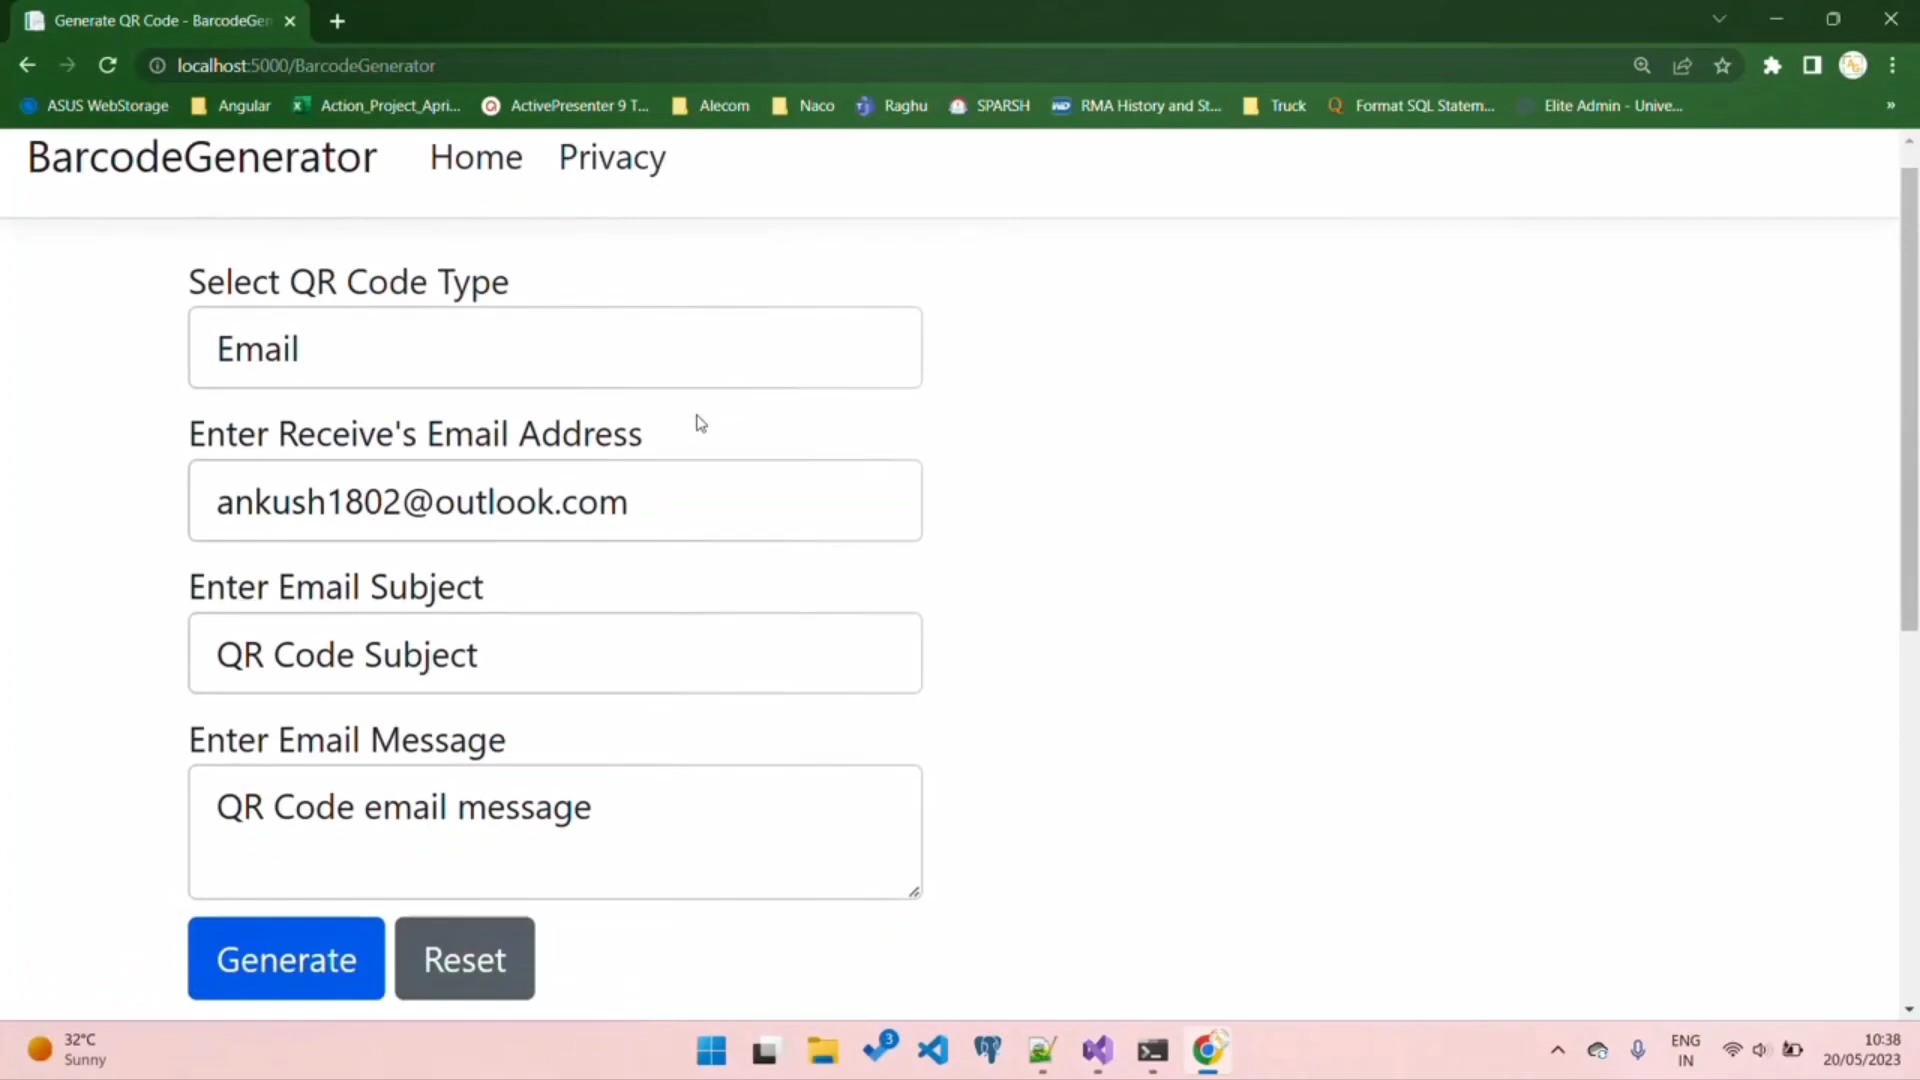 Generate QR Code - BarcodeGen
localhost:5000/BarcodeGenerator
ASUS WebStorage Angular Action_Project_Apri... ActivePresenter 9 T... Alecom Naco Raghu SPARSH RMA History and St... Truck Format SQL Statem... Elite Admin - Unive... »
BarcodeGenerator Home Privacy
Select QR Code Type
Email
Enter Receive's Email Address
ankush1802@outlook.com
Enter Email Subject
QR Code Subject
Enter Email Message
QR Code email message
Generate Reset
32°C
Sunny
3
ENG
IN
10:38
20/05/2023